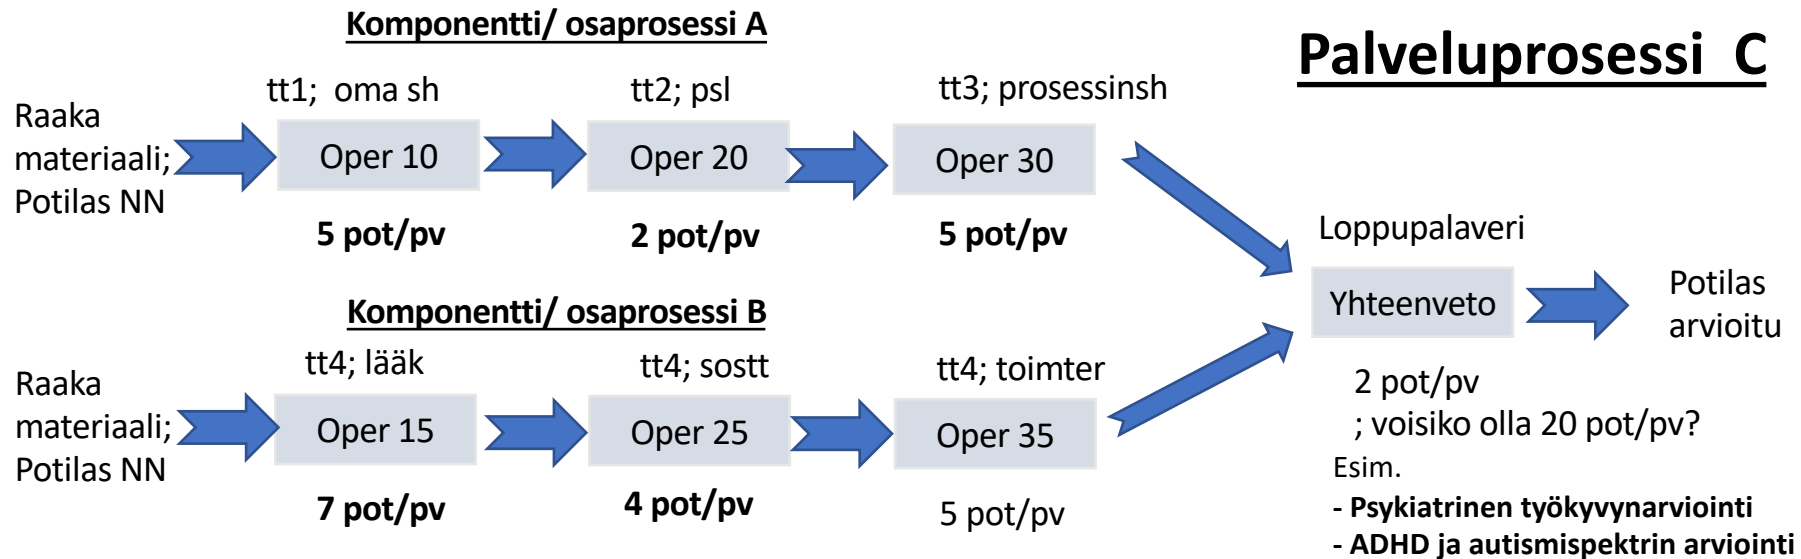 Palveluprosessi C
Komponentti/ osaprosessi A
Raaka
materiaali;
Potilas NN
tt1; oma sh
Oper 10
5 pot/pv
tt2; psl
Oper 20
2 pot/pv
tt3; prosessinsh
Oper 30
5 pot/pv
Komponentti/ osaprosessi B
Raaka
materiaali;
Potilas NN
tt4; lääk
Oper 15
7 pot/pv
tt4; sostt
Oper 25
4 pot/pv
tt4; toimter
Oper 35
5 pot/pv
Loppupalaveri
Yhteenveto
Potilas
arvioitu
2 pot/pv
; voisiko olla 20 pot/pv?
Esim.
- Psykiatrinen työkyvynarviointi
- ADHD ja autismispektrin arviointi